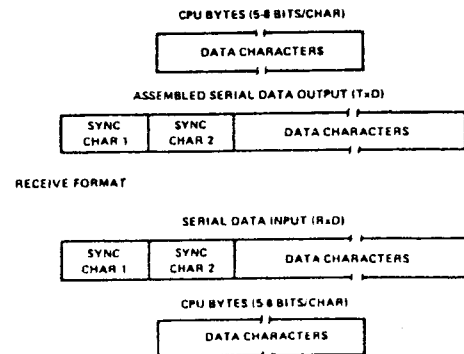 CPU BYTES (5-8 BITS/CHAR)
DATA CHARACTERS
ASSEMBLED SERIAL DATA OUTPUT (TxD)
SYNC CHAR 1
SYNC CHAR 2
DATA CHARACTERS
RECEIVE FORMAT
SERIAL DATA INPUT (RxD)
SYNC CHAR 1
SYNC CHAR 2
DATA CHARACTERS
CPU BYTES (5-8 BITS/CHAR)
DATA CHARACTERS